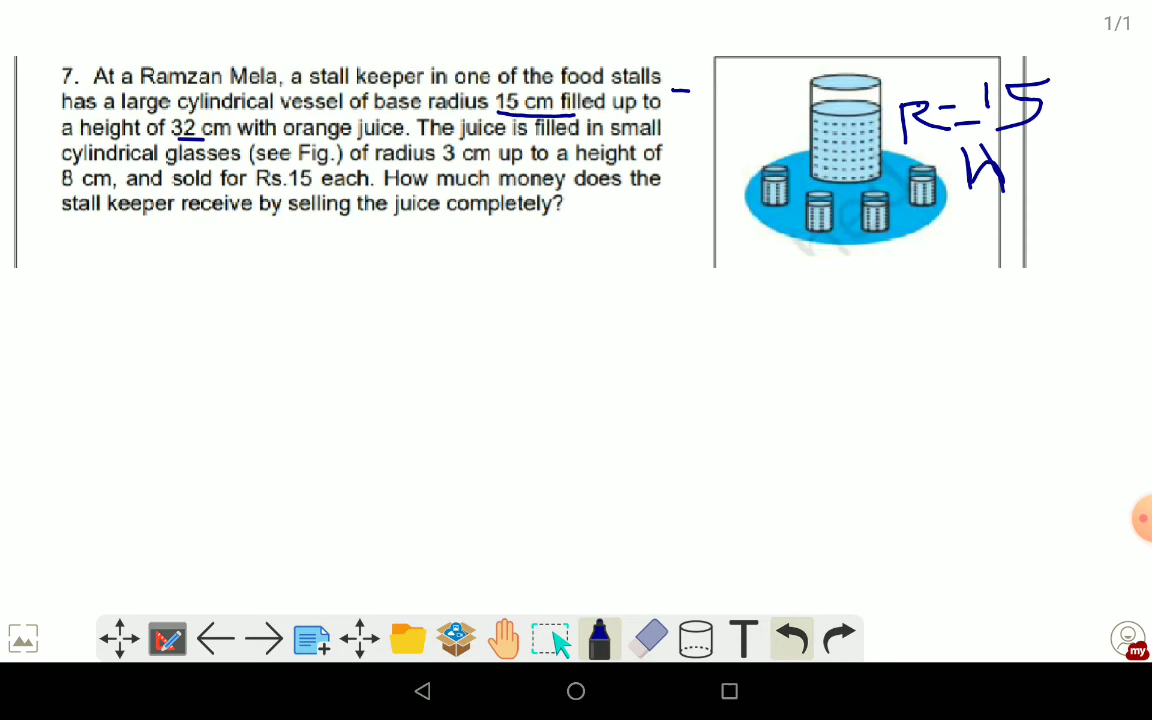 1/1
7. At a Ramzan Mela, a stall keeper in one of the food stalls
has a large cylindrical vessel of base radius 15 cm filled up to
a height of 32 cm with orange juice. The juice is filled in small
cylindrical glasses (see Fig.) of radius 3 cm up to a height of
8 cm, and sold for Rs.15 each. How much money does the
stall keeper receive by selling the juice completely?
R=15
H
T
my